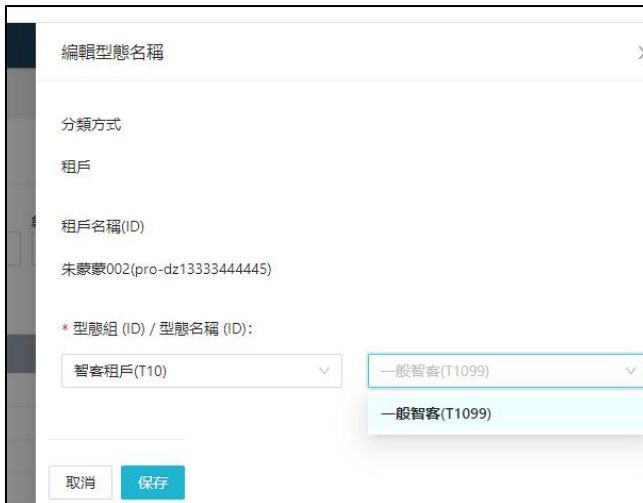 編輯型態名稱
分類方式
租戶
租戶名稱(ID)
朱蒙蒙002(pro-dz13333444445)
* 型態組 (ID) / 型態名稱 (ID):
智客租戶(T10) 一般智客(T1099)
一般智客(T1099)
取消 保存